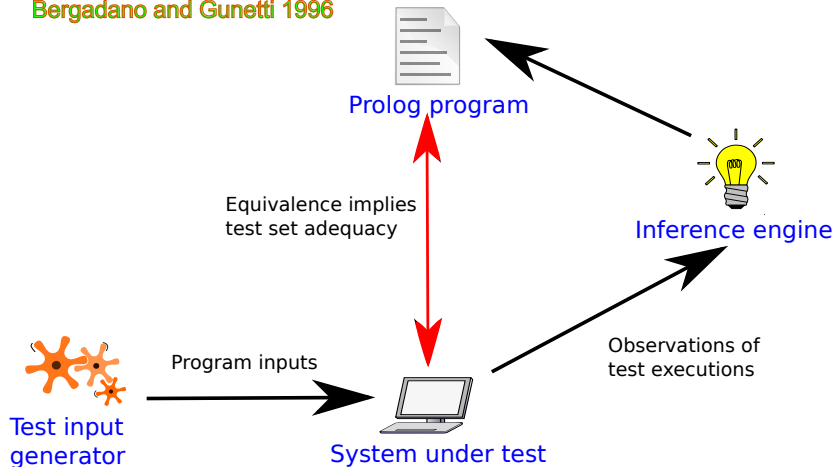 Bergadano and Gunetti 1996
Prolog program
Equivalence implies
test set adequacy
Inference engine
Observations of
test executions
Program inputs
Test input
generator
System under test